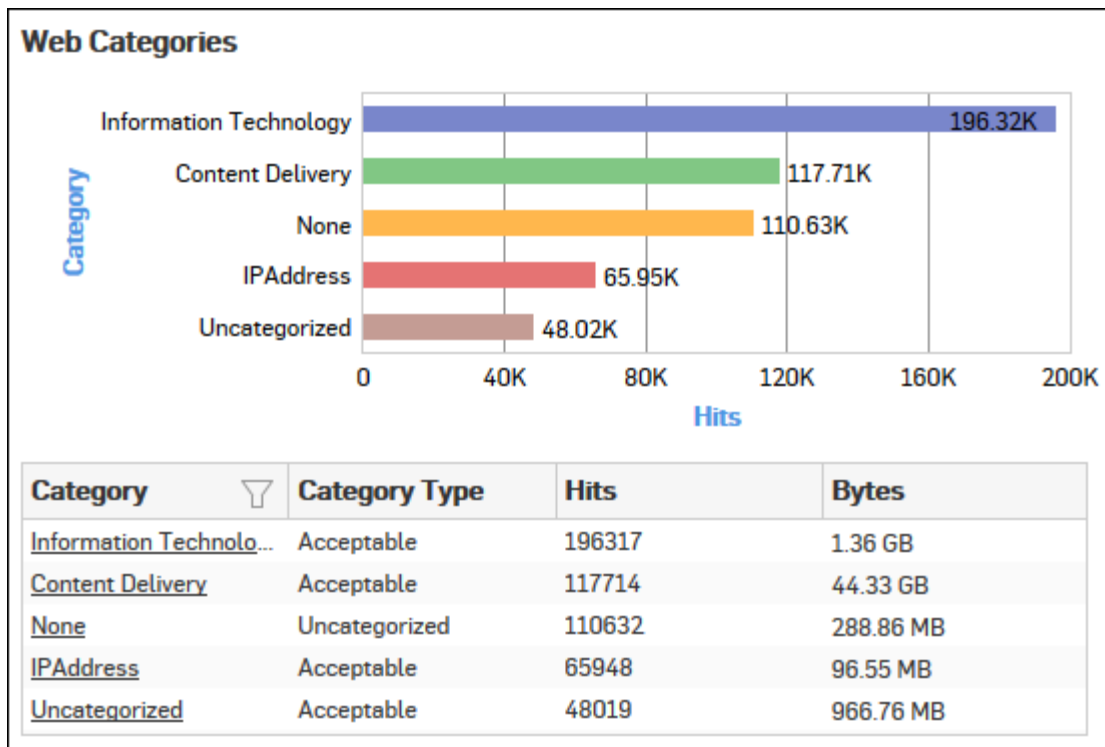 Web Categories
Category
Information Technology 196.32K
Content Delivery 117.71K
None 110.63K
IPAddress 65.95K
Uncategorized 48.02K
0 40K 80K 120K 160K 200K
Hits
Category Category Type Hits Bytes
Information Technolo... Acceptable 196317 1.36 GB
Content Delivery Acceptable 117714 44.33 GB
None Uncategorized 110632 288.86 MB
IPAddress Acceptable 65948 96.55 MB
Uncategorized Acceptable 48019 966.76 MB